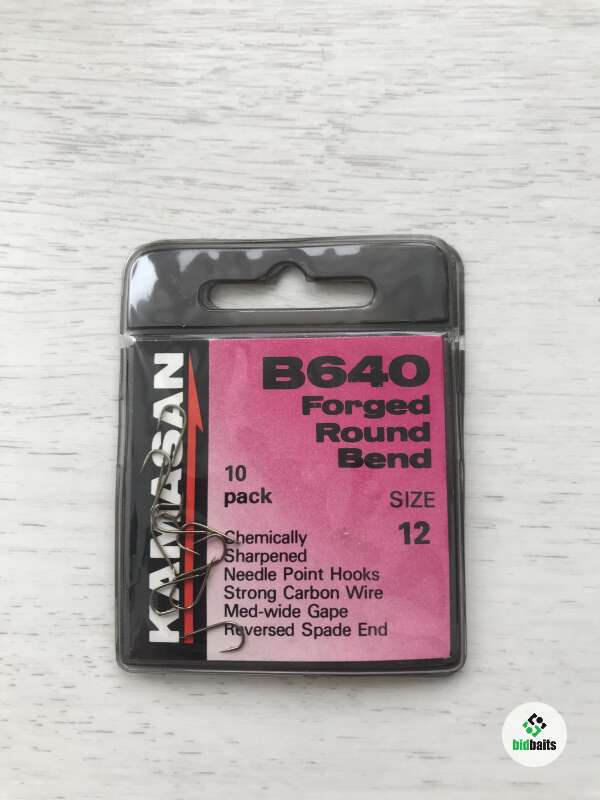 KAMASAN
B640
Forged
Round
Bend
10
pack
SIZE
12
Chemically
Sharpened
Needle Point Hooks
Strong Carbon Wire
Med-wide Gape
Reversed Spade End
bidbaits